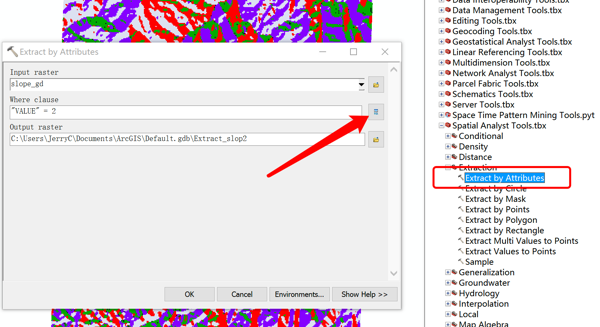 Extract by Attributes
Input raster
slope_gd
Where clause
"VALUE" = 2
Output raster
C:\Users\JerryC\Documents\ArcGIS\Default.gdb\Extract_slop2
OK
Cancel
Environments...
Show Help >>
Data Interoperability Tools.tbx
Data Management Tools.tbx
Editing Tools.tbx
Geocoding Tools.tbx
Geostatistical Analyst Tools.tbx
Linear Referencing Tools.tbx
Multidimension Tools.tbx
Network Analyst Tools.tbx
Parcel Fabric Tools.tbx
Schematics Tools.tbx
Server Tools.tbx
Space Time Pattern Mining Tools.pyt
Spatial Analyst Tools.tbx
Conditional
Density
Distance
Extraction
Extract by Attributes
Extract by Circle
Extract by Mask
Extract by Points
Extract by Polygon
Extract by Rectangle
Extract Multi Values to Points
Extract Values to Points
Sample
Generalization
Groundwater
Hydrology
Interpolation
Local
Map Algebra